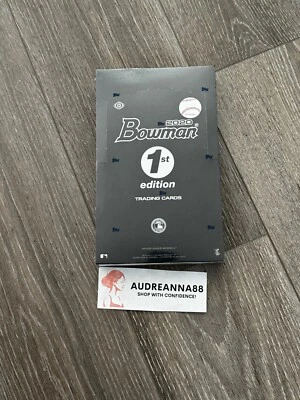 2020
Bowman
1st
edition
TRADING CARDS
AUDREANNA88
SHOP WITH CONFIDENCE!